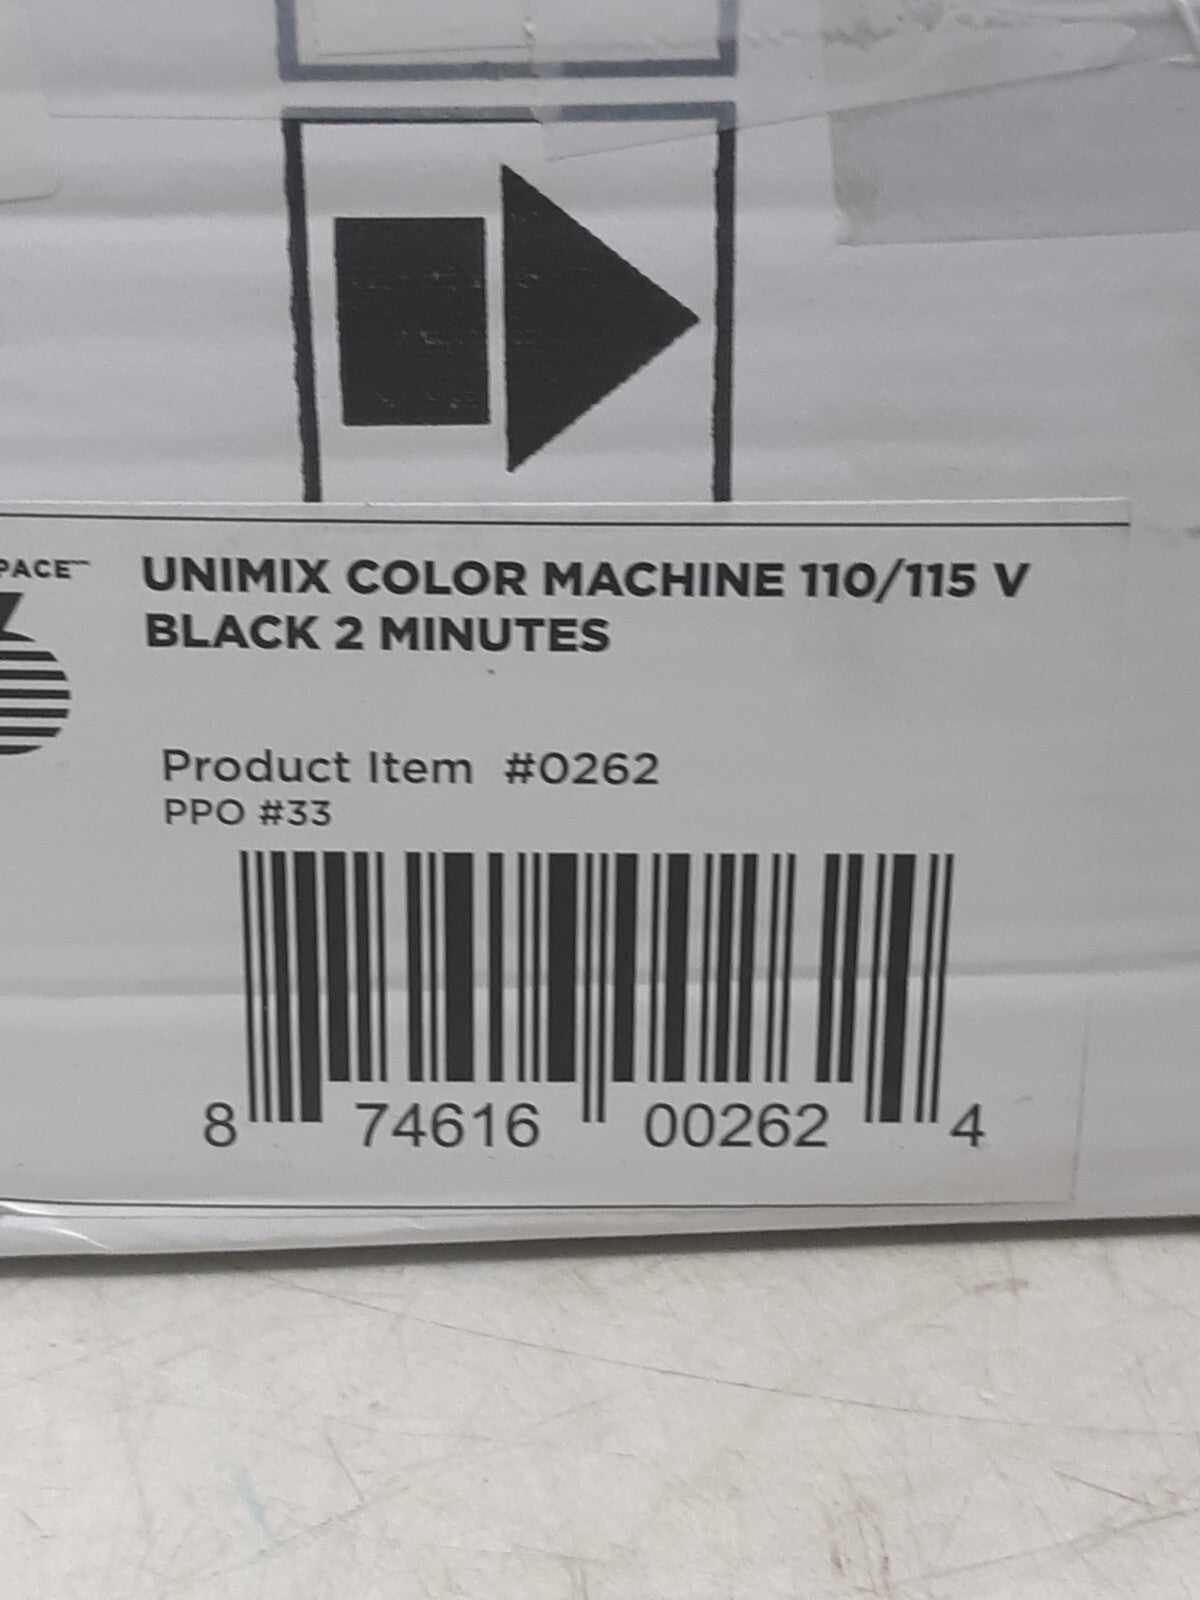 PACE™
UNIMIX COLOR MACHINE 110/115 V
BLACK 2 MINUTES
Product Item #0262
PPO #33
8 74616 00262 4